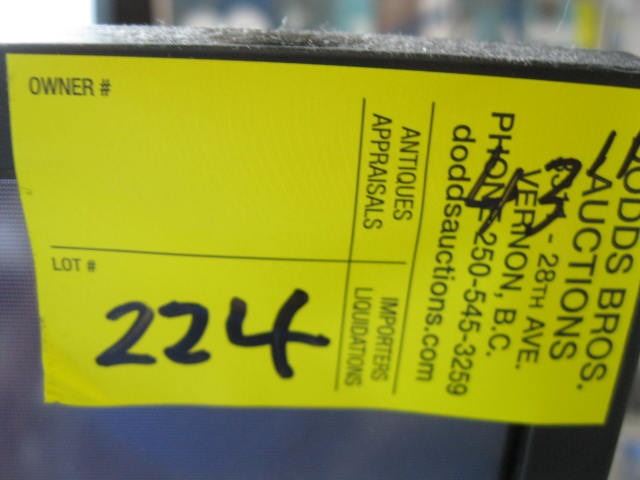 OWNER #
LOT #
224
ANTIQUES
APPRAISALS
IMPORTERS
LIQUIDATIONS
DODDS BROS.
AUCTIONS
- 28TH AVE.
VERNON, B.C.
PHONE 250-545-3259
doddsauctions.com
43"